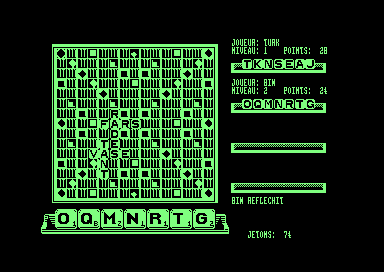 JOUEUR: TURK
NIVEAU: 1 POINTS: 28
TKNSEAJ
JOUEUR: BIN
NIVEAU: 2 POINTS: 24
OQMNRTG
FARS
VASE
BIN REFLECHIT
OQMNRTG
JETONS: 74